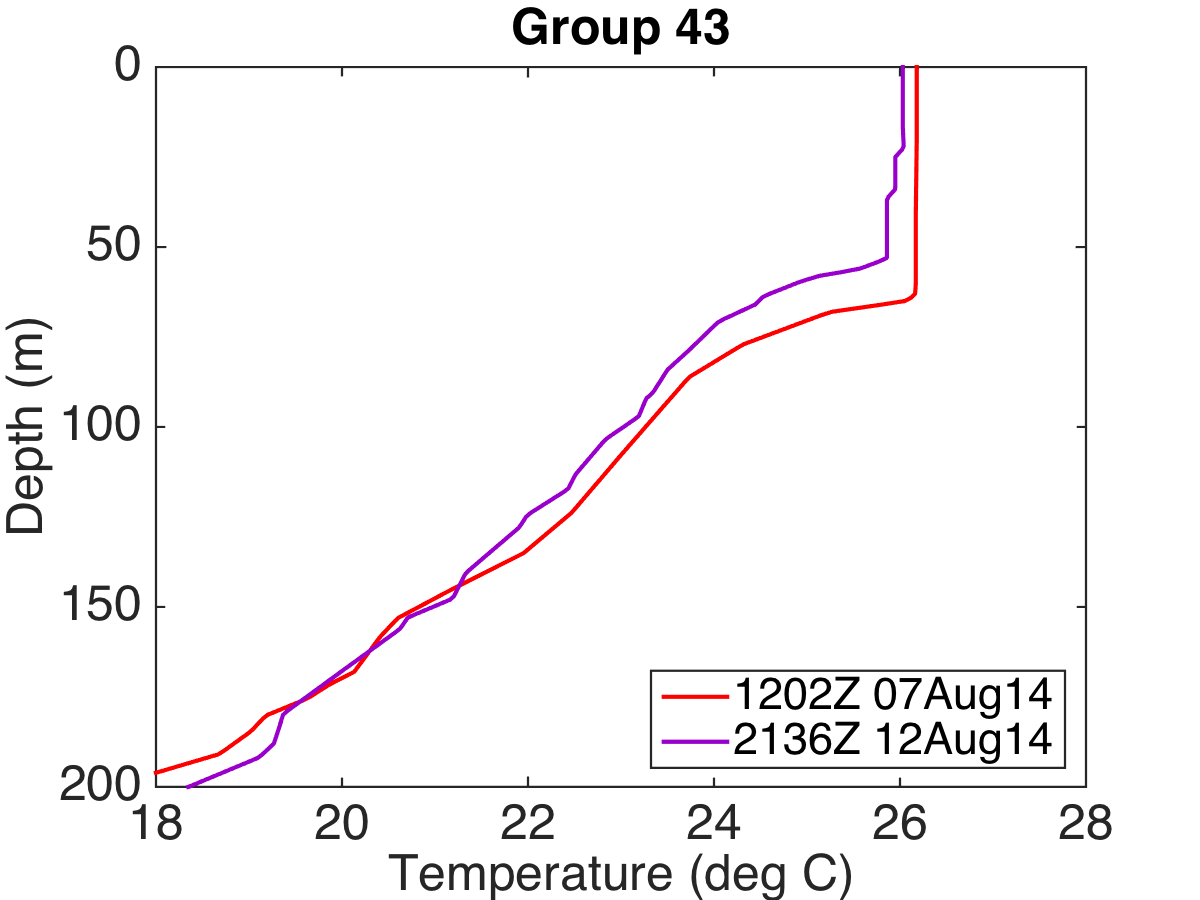 Group 43
0
50
100
150
200
Depth (m)
18 20 22 24 26 28
Temperature (deg C)
1202Z 07Aug14
2136Z 12Aug14